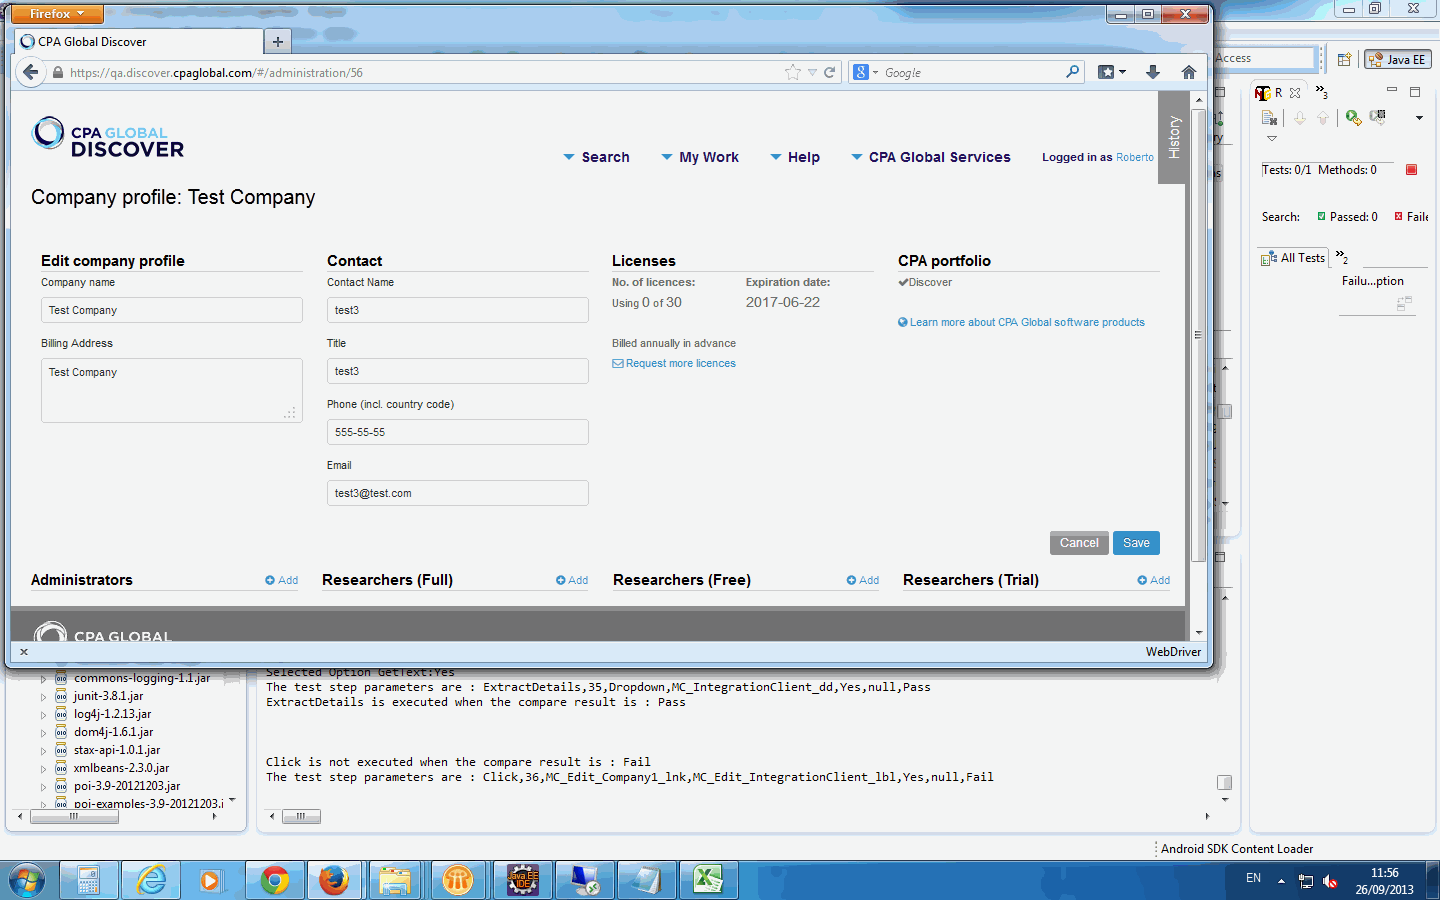 Firefox
CPA Global Discover
https://qa.discover.cpaglobal.com/#/administration/56
Google
Access
Java EE
CPA GLOBAL
DISCOVER
Search
My Work
Help
CPA Global Services
Logged in as Roberto
History
R
3
Tests: 0/1 Methods: 0
Search: Passed: 0 Faile
All Tests
2
Failu...ption
Company profile: Test Company
Edit company profile
Contact
Licenses
CPA portfolio
Company name
Contact Name
No. of licences:
Expiration date:
Discover
Test Company
test3
Using 0 of 30
2017-06-22
Learn more about CPA Global software products
Billing Address
Title
Billed annually in advance
Test Company
test3
Request more licences
Phone (incl. country code)
555-55-55
Email
test3@test.com
Cancel
Save
Administrators
Add
Researchers (Full)
Add
Researchers (Free)
Add
Researchers (Trial)
Add
CPA GLOBAL
WebDriver
commons-logging-1.1.jar
junit-3.8.1.jar
log4j-1.2.13.jar
dom4j-1.6.1.jar
stax-api-1.0.1.jar
xmlbeans-2.3.0.jar
poi-3.9-20121203.jar
poi-examples-3.9-20121203.j
Selected Option GetText:Yes
The test step parameters are : ExtractDetails,35,Dropdown,MC_IntegrationClient_dd,Yes,null,Pass
ExtractDetails is executed when the compare result is : Pass
Click is not executed when the compare result is : Fail
The test step parameters are : Click,36,MC_Edit_Company1_lnk,MC_Edit_IntegrationClient_lbl,Yes,null,Fail
Android SDK Content Loader
Java EE
IDE
EN
11:56
26/09/2013